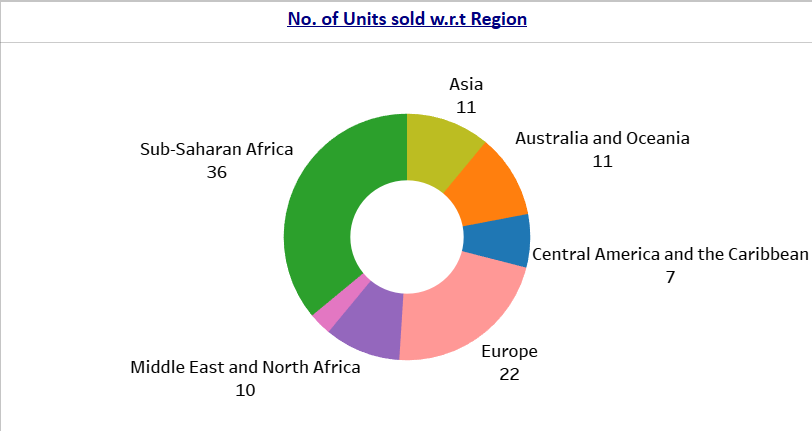 No. of Units sold w.r.t Region
Asia
11
Australia and Oceania
11
Sub-Saharan Africa
36
Central America and the Caribbean
7
Europe
22
Middle East and North Africa
10